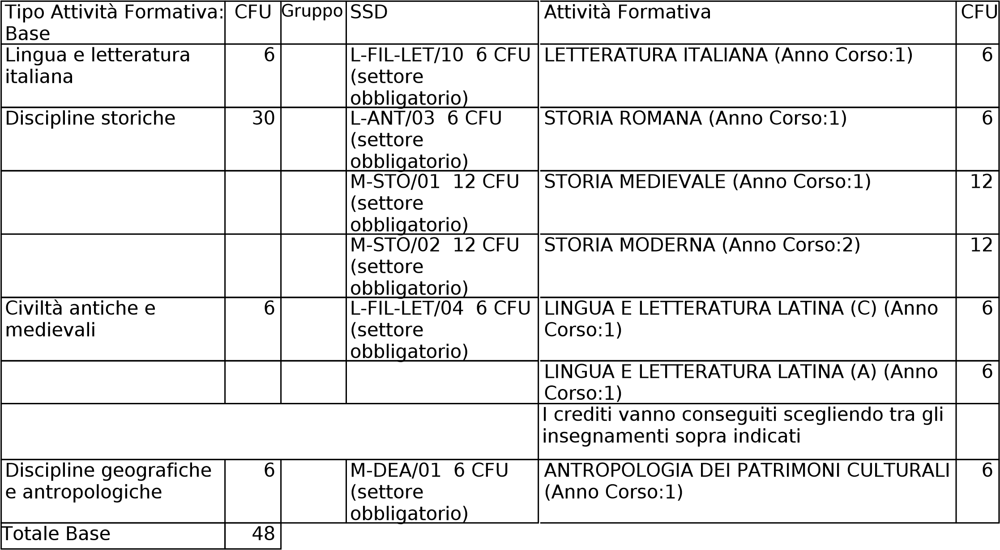 Tipo Attività Formativa: CFU Gruppo SSD Attività Formativa CFU
Base
Lingua e letteratura 6 L-FIL-LET/10 6 CFU LETTERATURA ITALIANA (Anno Corso:1) 6
italiana (settore
obbligatorio)
Discipline storiche 30 L-ANT/03 6 CFU STORIA ROMANA (Anno Corso:1) 6
(settore
obbligatorio)
M-STO/01 12 CFU STORIA MEDIEVALE (Anno Corso:1) 12
(settore
obbligatorio)
M-STO/02 12 CFU STORIA MODERNA (Anno Corso:2) 12
(settore
obbligatorio)
Civiltà antiche e 6 L-FIL-LET/04 6 CFU LINGUA E LETTERATURA LATINA (C) (Anno 6
medievali (settore Corso:1)
obbligatorio)
LINGUA E LETTERATURA LATINA (A) (Anno 6
Corso:1)
I crediti vanno conseguiti scegliendo tra gli
insegnamenti sopra indicati
Discipline geografiche 6 M-DEA/01 6 CFU ANTROPOLOGIA DEI PATRIMONI CULTURALI 6
e antropologiche (settore (Anno Corso:1)
obbligatorio)
Totale Base 48